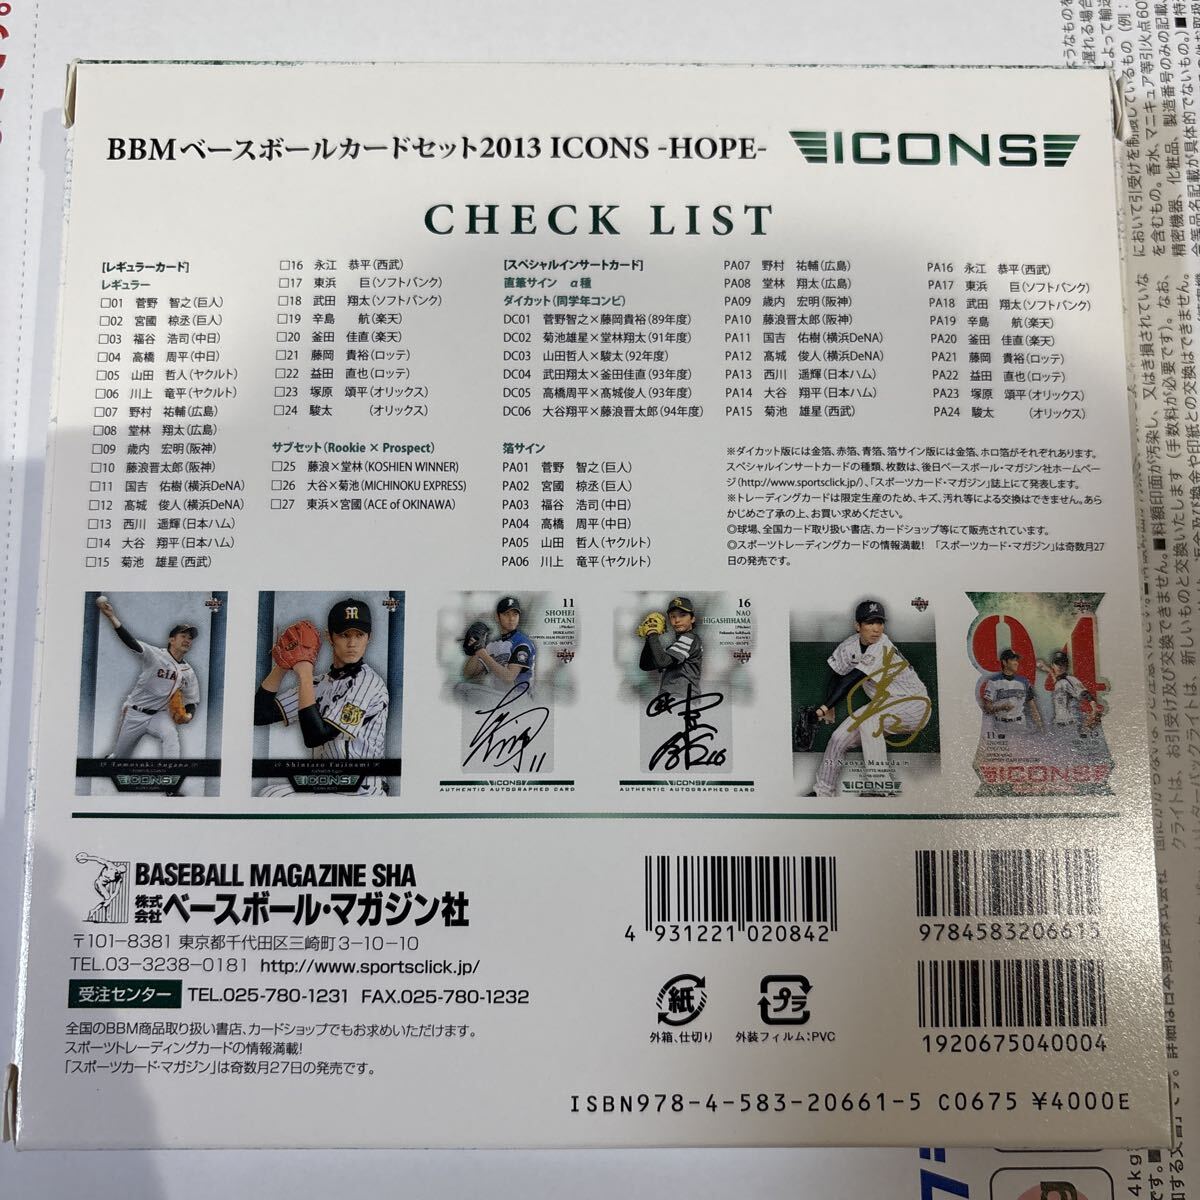 BBMベースボールカードセット2013 ICONS -HOPE-
ICONS
CHECK LIST
[レギュラーカード]
レギュラー
□01 菅野 智之(巨人)
□02 宮國 椋丞(巨人)
□03 福谷 浩司(中日)
□04 高橋 周平(中日)
□05 山田 哲人(ヤクルト)
□06 川上 竜平(ヤクルト)
□07 野村 祐輔(広島)
□08 堂林 翔太(広島)
□09 歳内 宏明(阪神)
□10 藤浪晋太郎(阪神)
□11 国吉 佑樹(横浜DeNA)
□12 髙城 俊人(横浜DeNA)
□13 西川 遥輝(日本ハム)
□14 大谷 翔平(日本ハム)
□15 菊池 雄星(西武)
□16 永江 恭平(西武)
□17 東浜 巨(ソフトバンク)
□18 武田 翔太(ソフトバンク)
□19 辛島 航(楽天)
□20 釜田 佳直(楽天)
□21 藤岡 貴裕(ロッテ)
□22 益田 直也(ロッテ)
□23 塚原 頌平(オリックス)
□24 駿太 (オリックス)
サブセット(Rookie × Prospect)
□25 藤浪×堂林(KOSHIEN WINNER)
□26 大谷×菊池(MICHINOKU EXPRESS)
□27 東浜×宮國(ACE of OKINAWA)
[スペシャルインサートカード]
直筆サイン α種
ダイカット(同学年コンビ)
DC01 菅野智之×藤岡貴裕(89年度)
DC02 菊池雄星×堂林翔太(91年度)
DC03 山田哲人×駿太(92年度)
DC04 武田翔太×釜田佳直(93年度)
DC05 高橋周平×髙城俊人(93年度)
DC06 大谷翔平×藤浪晋太郎(94年度)
箔サイン
PA01 菅野 智之(巨人)
PA02 宮國 椋丞(巨人)
PA03 福谷 浩司(中日)
PA04 高橋 周平(中日)
PA05 山田 哲人(ヤクルト)
PA06 川上 竜平(ヤクルト)
PA07 野村 祐輔(広島)
PA08 堂林 翔太(広島)
PA09 歳内 宏明(阪神)
PA10 藤浪晋太郎(阪神)
PA11 国吉 佑樹(横浜DeNA)
PA12 髙城 俊人(横浜DeNA)
PA13 西川 遥輝(日本ハム)
PA14 大谷 翔平(日本ハム)
PA15 菊池 雄星(西武)
PA16 永江 恭平(西武)
PA17 東浜 巨(ソフトバンク)
PA18 武田 翔太(ソフトバンク)
PA19 辛島 航(楽天)
PA20 釜田 佳直(楽天)
PA21 藤岡 貴裕(ロッテ)
PA22 益田 直也(ロッテ)
PA23 塚原 頌平(オリックス)
PA24 駿太 (オリックス)
※ダイカット版には金箔、赤箔、青箔、箔サイン版には金箔、ホロ箔がそれぞれあります。
スペシャルインサートカードの種類、枚数は、後日ベースボール・マガジン社ホームペ
ージ(http://www.sportsclick.jp/)、「スポーツカード・マガジン」誌上にて発表します。
※トレーディングカードは限定生産のため、キズ、汚れ等による交換はできません。あら
かじめご了承の上、お買い求めください。
◎球場、全国カード取り扱い書店、カードショップ等にて販売されています。
◎スポーツトレーディングカードの情報満載! 「スポーツカード・マガジン」は奇数月27
日の発売です。
Tomoyuki Sugano
ICONS
Shintaro Fujinami
ICONS
11
SHOHEI
OHTANI
ICONS
AUTHENTIC AUTOGRAPHED CARD
16
NAO
HIGASHIHAMA
ICONS
AUTHENTIC AUTOGRAPHED CARD
52 Naoya Masuda
ICONS
94
ICONS
BASEBALL MAGAZINE SHA
株式会社ベースボール・マガジン社
〒101-8381 東京都千代田区三崎町3-10-10
TEL.03-3238-0181 http://www.sportsclick.jp/
受注センター TEL.025-780-1231 FAX.025-780-1232
全国のBBM商品取り扱い書店、カードショップでもお求めいただけます。
スポーツトレーディングカードの情報満載!
「スポーツカード・マガジン」は奇数月27日の発売です。
4 931221 020842
9784583206615
紙
外箱、仕切り
プラ
外装フィルム:PVC
1920675040004
ISBN978-4-583-20661-5 C0675 ¥4000E